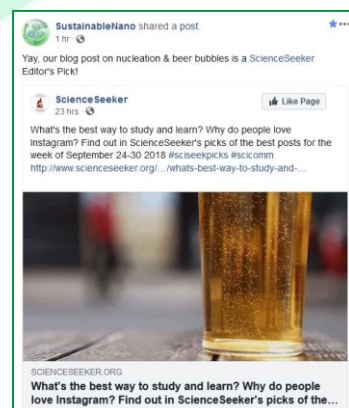 SustainableNano shared a post.
1 hr ·
Yay, our blog post on nucleation & beer bubbles is a ScienceSeeker
Editor's Pick!
ScienceSeeker
23 hrs ·
Like Page
What's the best way to study and learn? Why do people love
Instagram? Find out in ScienceSeeker's picks of the best posts for the
week of September 24-30 2018 #sciseekpicks #scicomm
http://www.scienceseeker.org/.../whats-best-way-to-study-and-...
SCIENCESEEKER.ORG
What's the best way to study and learn? Why do people
love Instagram? Find out in ScienceSeeker's picks of the...